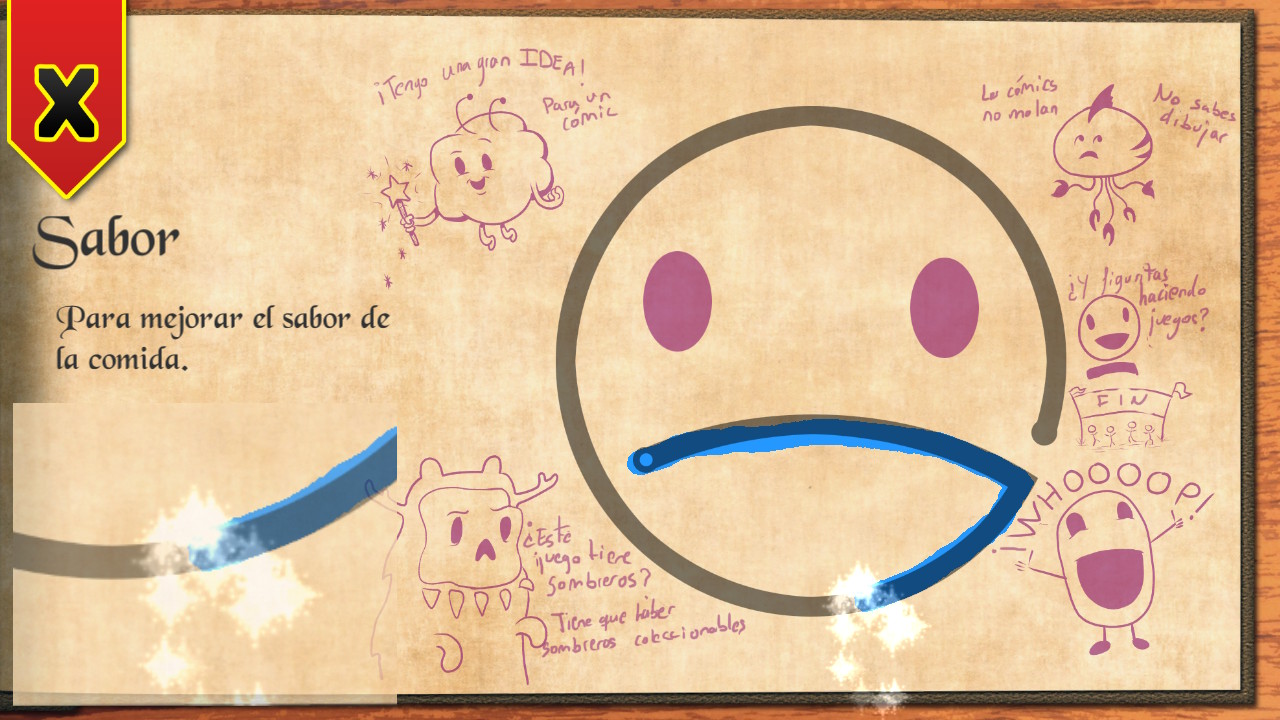 X
Sabor
Para mejorar el sabor de
la comida.
¡Tengo una gran IDEA!
Para un
comic
Los cómics
no molan
No sabes
dibujar
¿Y figuritas
haciendo
juegos?
FIN
¡¡WHOOOOP!!
¿Este
juego tiene
sombreros?
Tiene que haber
sombreros coleccionables